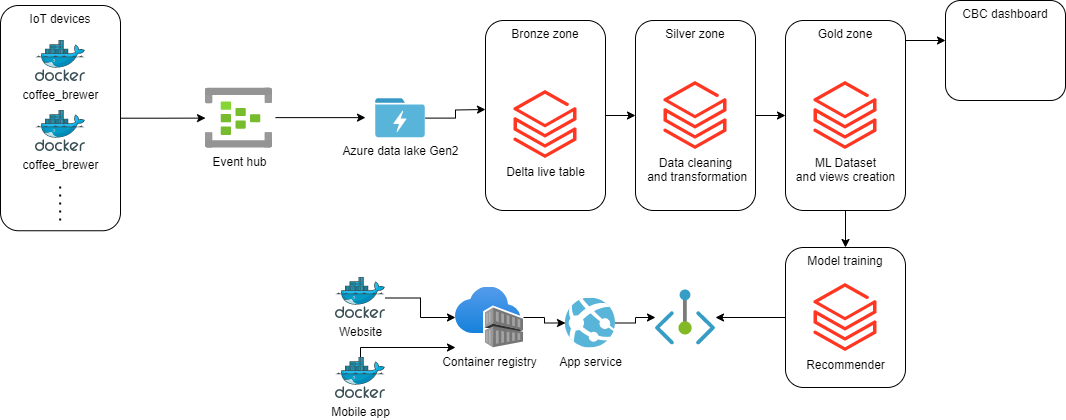 IoT devices
docker
coffee_brewer
docker
coffee_brewer
Event hub
Azure data lake Gen2
Bronze zone
Delta live table
Silver zone
Data cleaning
and transformation
Gold zone
ML Dataset
and views creation
CBC dashboard
Model training
Recommender
docker
Website
docker
Mobile app
Container registry
App service